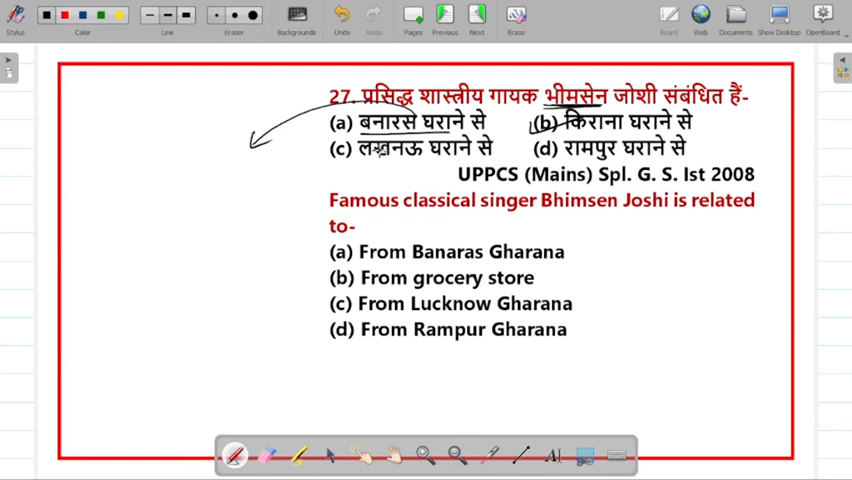 Stylus
Color
Line
Eraser
Backgrounds
Undo
Redo
Pages
Previous
Next
Erase
Board
Web
Documents
Show Desktop
OpenBoard
27. प्रसिद्ध शास्त्रीय गायक भीमसेन जोशी संबंधित हैं-
(a) बनारस घराने से (b) किराना घराने से
(c) लखनऊ घराने से (d) रामपुर घराने से
UPPCS (Mains) Spl. G. S. Ist 2008
Famous classical singer Bhimsen Joshi is related
to-
(a) From Banaras Gharana
(b) From grocery store
(c) From Lucknow Gharana
(d) From Rampur Gharana